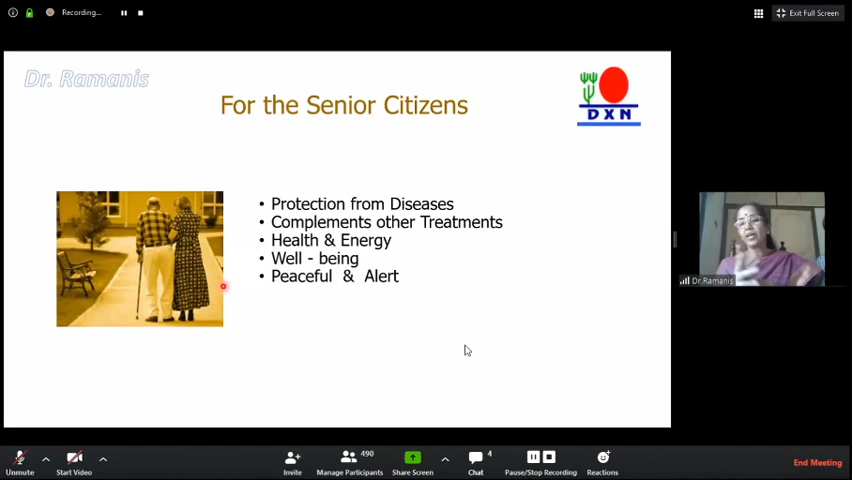 Recording...
Exit Full Screen
Dr. Ramanis
For the Senior Citizens
DXN
• Protection from Diseases
• Complements other Treatments
• Health & Energy
• Well - being
• Peaceful & Alert
Dr.Ramanis
Unmute
Start Video
Invite
490
Manage Participants
Share Screen
4
Chat
Pause/Stop Recording
Reactions
End Meeting